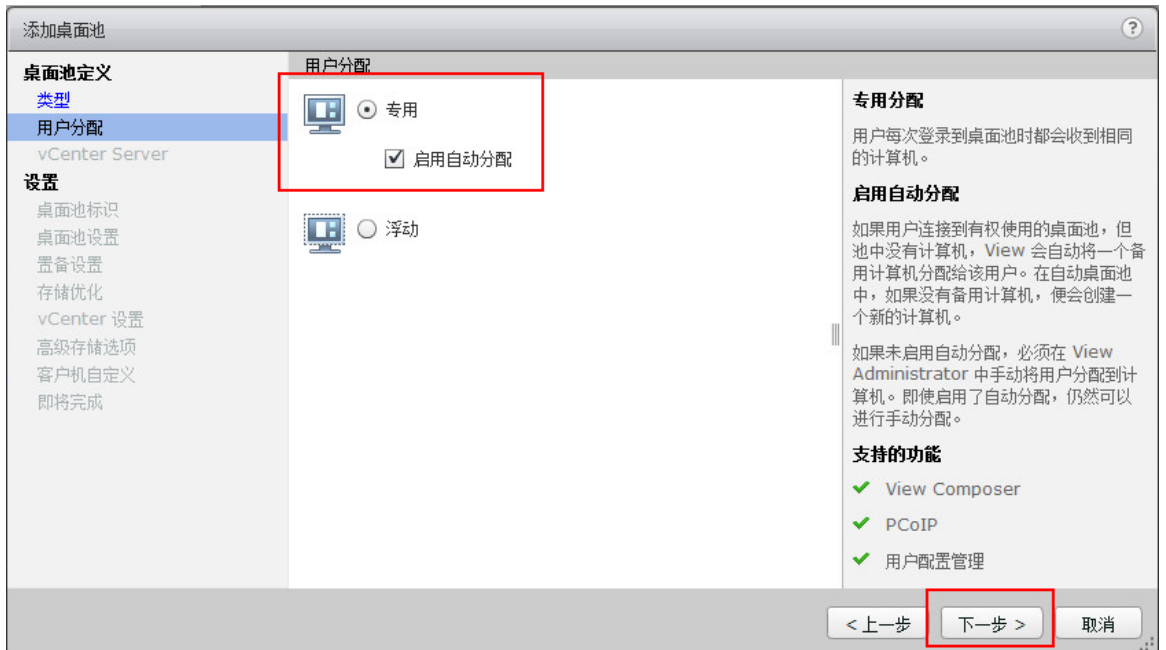 添加桌面池
?
桌面池定义
类型
用户分配
vCenter Server
设置
桌面池标识
桌面池设置
置备设置
存储优化
vCenter 设置
高级存储选项
客户机自定义
即将完成
用户分配
专用
启用自动分配
浮动
专用分配
用户每次登录到桌面池时都会收到相同
的计算机。
启用自动分配
如果用户连接到有权使用的桌面池，但
池中没有计算机，View 会自动将一个备
用计算机分配给该用户。在自动桌面池
中，如果没有备用计算机，便会创建一
个新的计算机。
如果未启用自动分配，必须在 View
Administrator 中手动将用户分配到计
算机。即使启用了自动分配，仍然可以
进行手动分配。
支持的功能
View Composer
PCoIP
用户配置管理
<上一步
下一步 >
取消